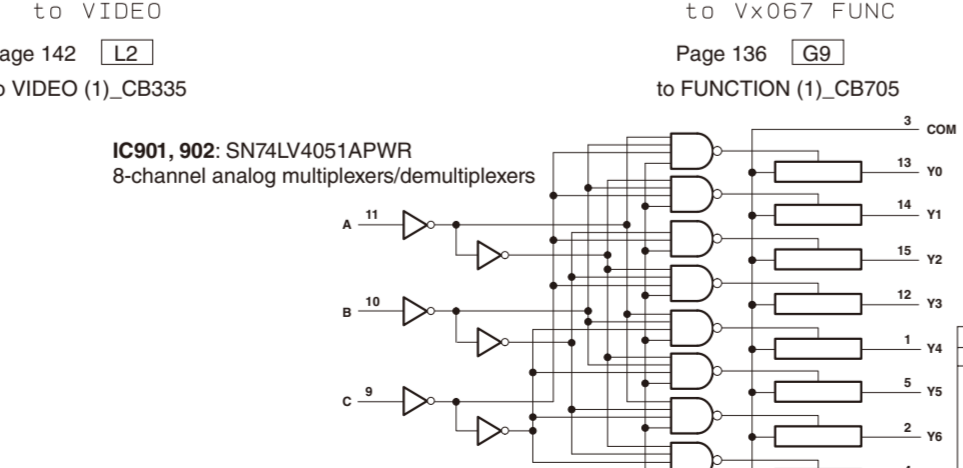 to VIDEO
to Vx067 FUNC
age 142 L2
Page 136 G9
o VIDEO (1)_CB335
to FUNCTION (1)_CB705
IC901, 902: SN74LV4051APWR
8-channel analog multiplexers/demultiplexers
3 COM
13 Y0
A 11
14 Y1
15 Y2
B 10
12 Y3
1 Y4
C 9
5 Y5
2 Y6